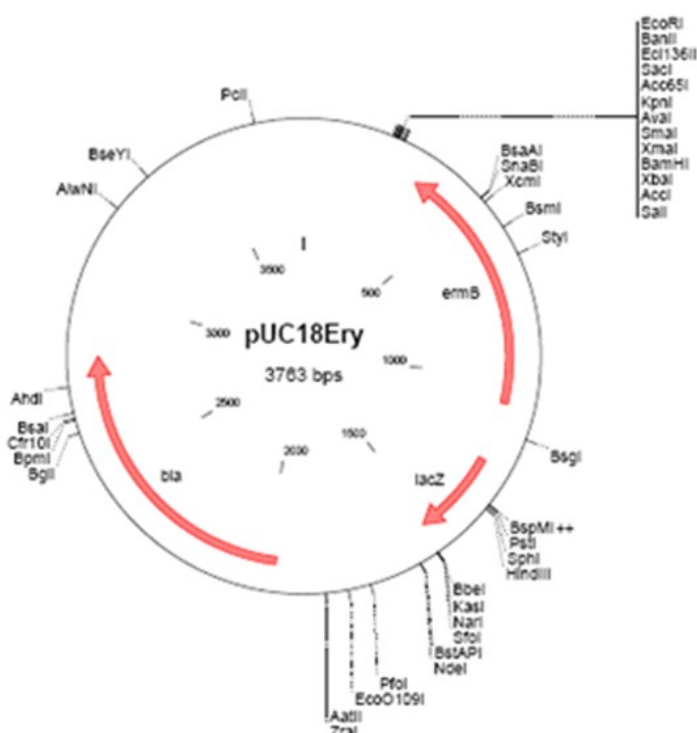 EcoRI
BanII
Ecl136II
SacI
Acc65I
KpnI
AvaI
SmaI
XmaI
BamHI
XbaI
AccI
SalI
PciI
BseYI
AlwNI
BsaAI
SnaBI
XcmI
BsmI
StyI
I
3500
500
ermB
3000
pUC18Ery
1000
3763 bps
AhdI
BsaI
Cfr10I
BpmI
BglI
2500
1500
2000
bla
lacZ
BsgI
BspMI ++
PstI
SphI
HindIII
BbeI
KasI
NarI
SfoI
BstAPI
NdeI
PfoI
EcoO109I
AatII
ZraI